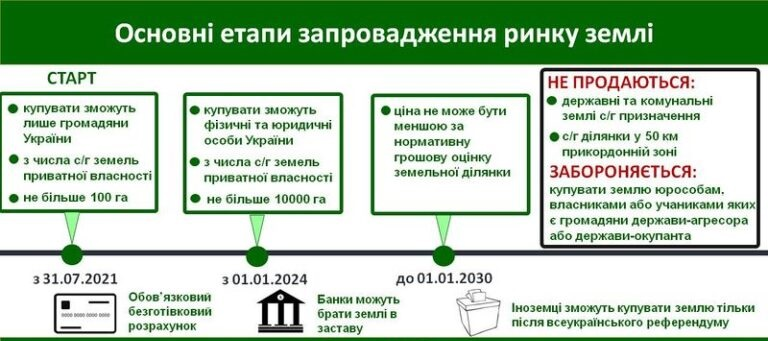 Основні етапи запровадження ринку землі
СТАРТ
купувати зможуть
лише громадяни
України
з числа с/г земель
приватної власності
не більше 100 га
з 31.07.2021
купувати зможуть
фізичні та юридичні
особи України
з числа с/г земель
приватної власності
не більше 10000 га
з 01.01.2024
ціна не може бути
меншою за
нормативну
грошову оцінку
земельної ділянки
до 01.01.2030
НЕ ПРОДАЮТЬСЯ:
державні та комунальні
землі с/г призначення
с/г ділянки у 50 км
прикордонній зоні
ЗАБОРОНЯЄТЬСЯ:
купувати землю юрособам,
власниками або учаниками яких
є громадяни держави-агресора
або держави-окупанта
0000 0000 0000 0000
Обов'язковий
безготівковий
розрахунок
Банки можуть
брати землі в
заставу
Іноземці зможуть купувати землю тільки
після всеукраїнського референдуму